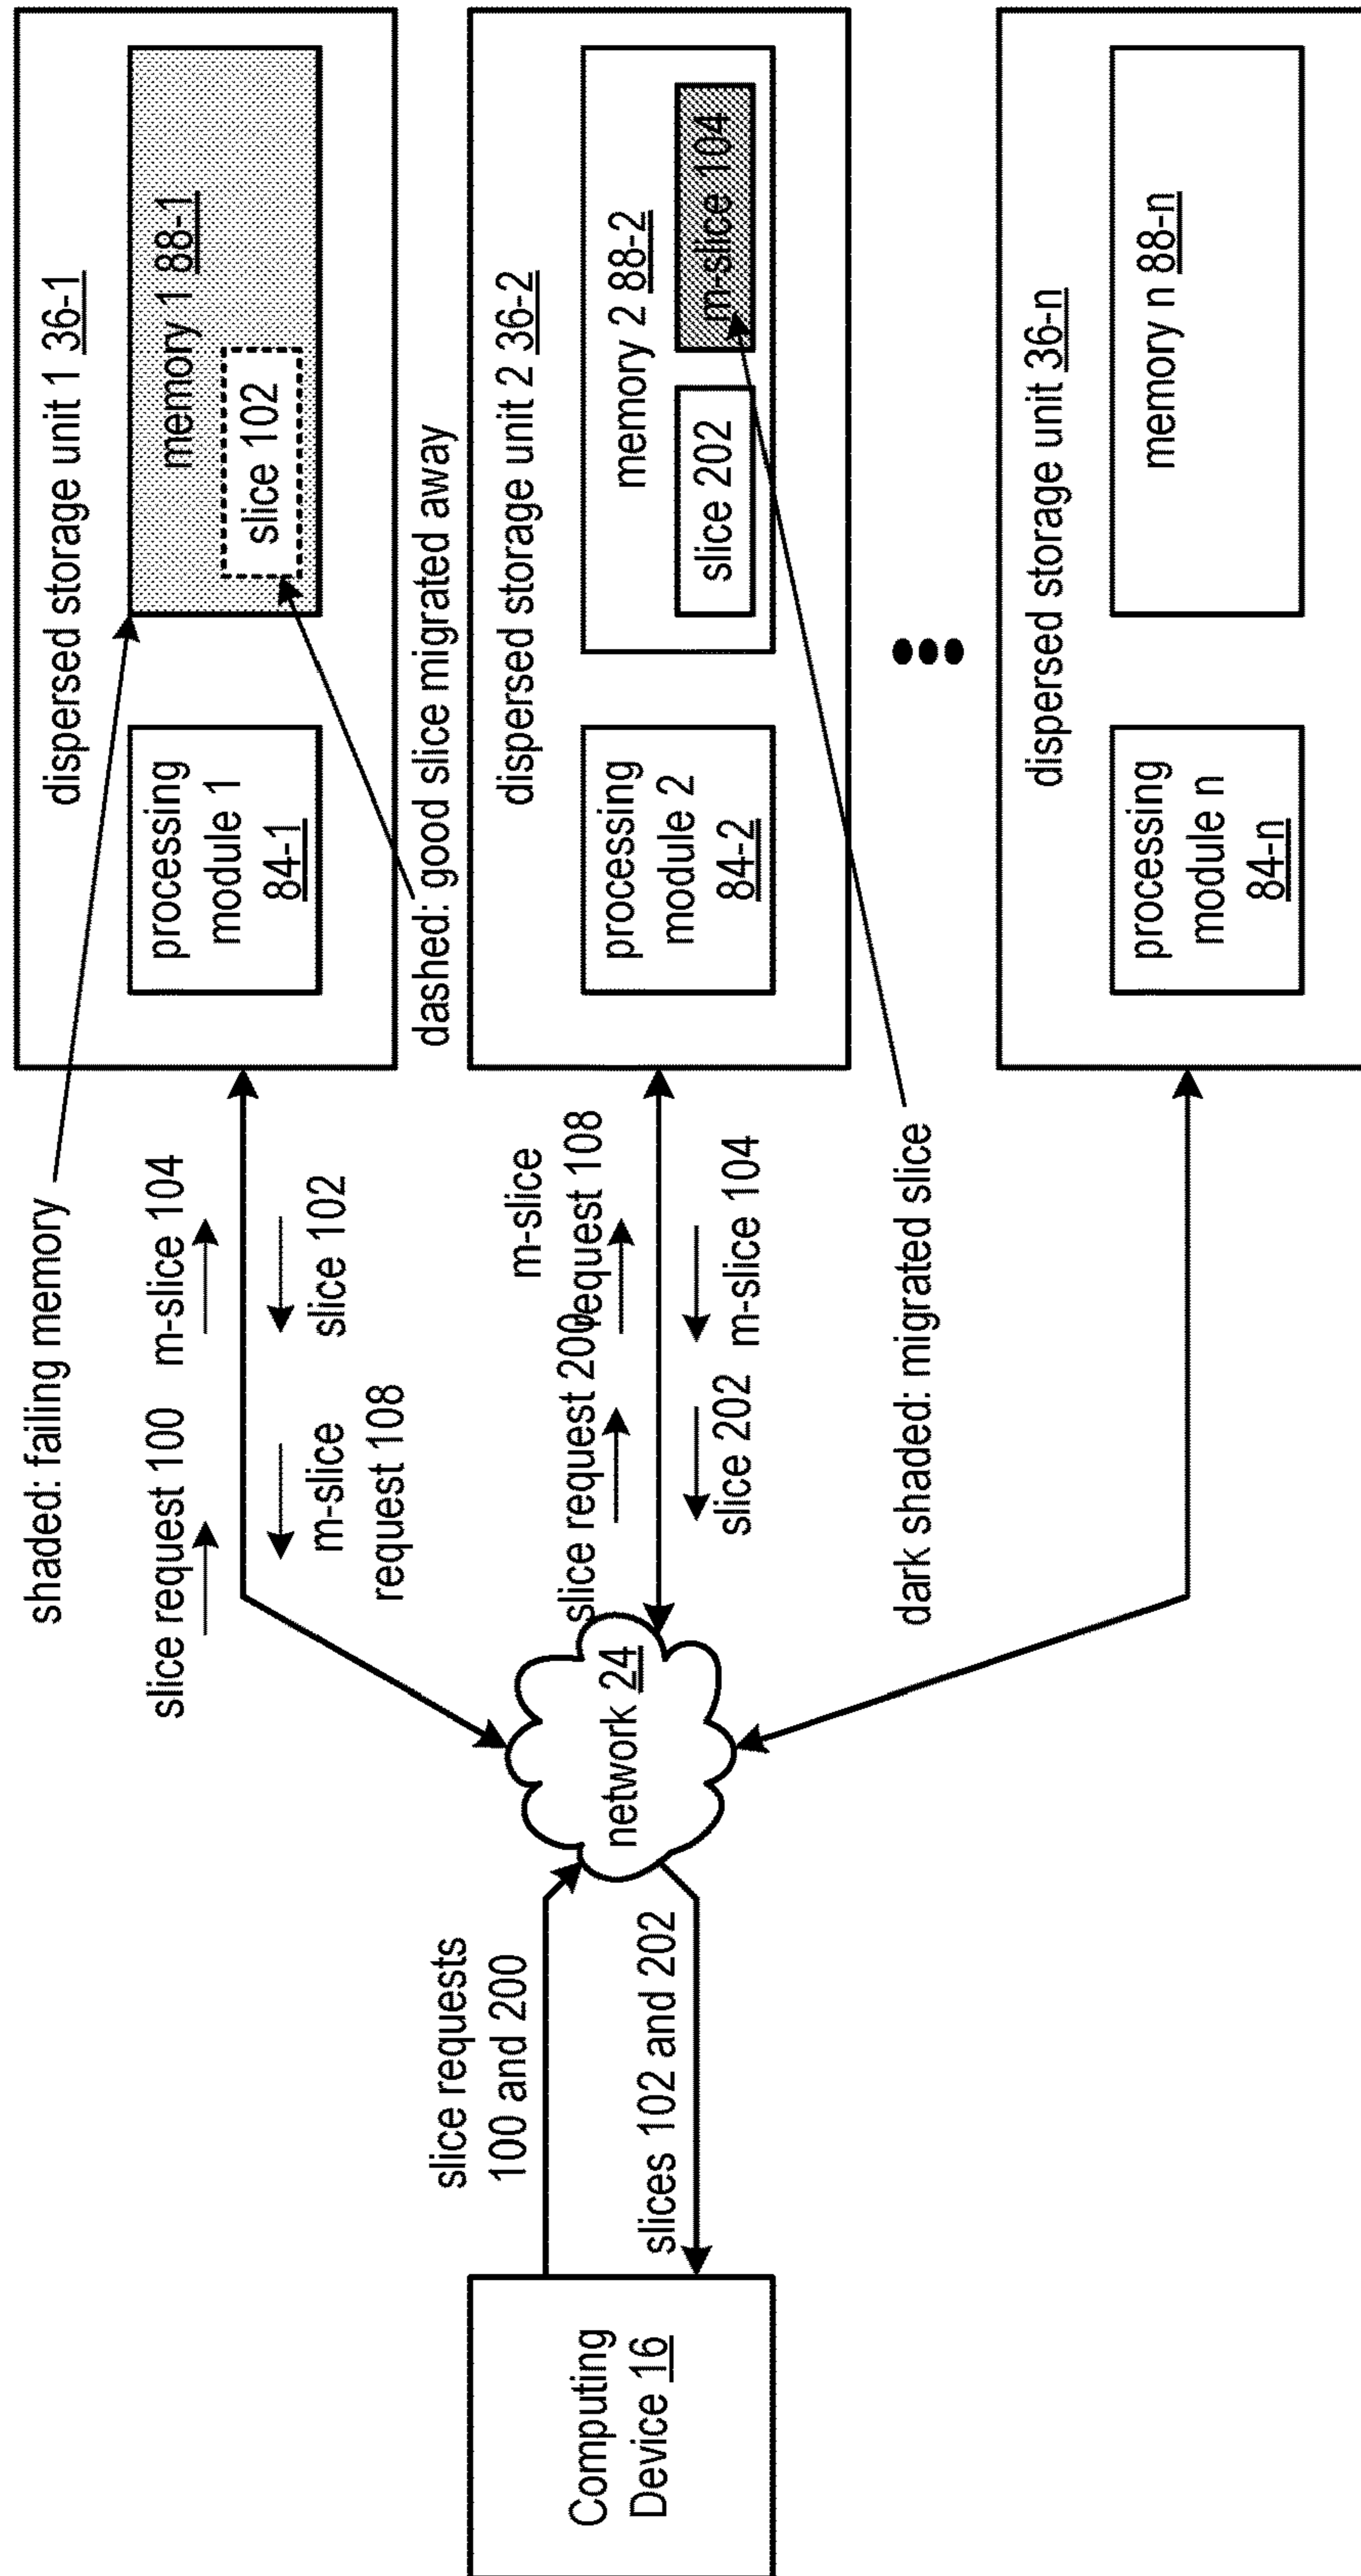 shaded: failing memory
slice request 100
m-slice 104
m-slice
request 108
slice 102
dispersed storage unit 1 36-1
processing
module 1
84-1
memory 1 88-1
slice 102
dashed: good slice migrated away
slice requests
100 and 200
Computing
Device 16
slices 102 and 202
network 24
slice request 200
m-slice
request 108
slice 202
m-slice 104
dispersed storage unit 2 36-2
processing
module 2
84-2
memory 2 88-2
slice 202
m-slice 104
dark shaded: migrated slice
dispersed storage unit 36-n
processing
module n
84-n
memory n 88-n